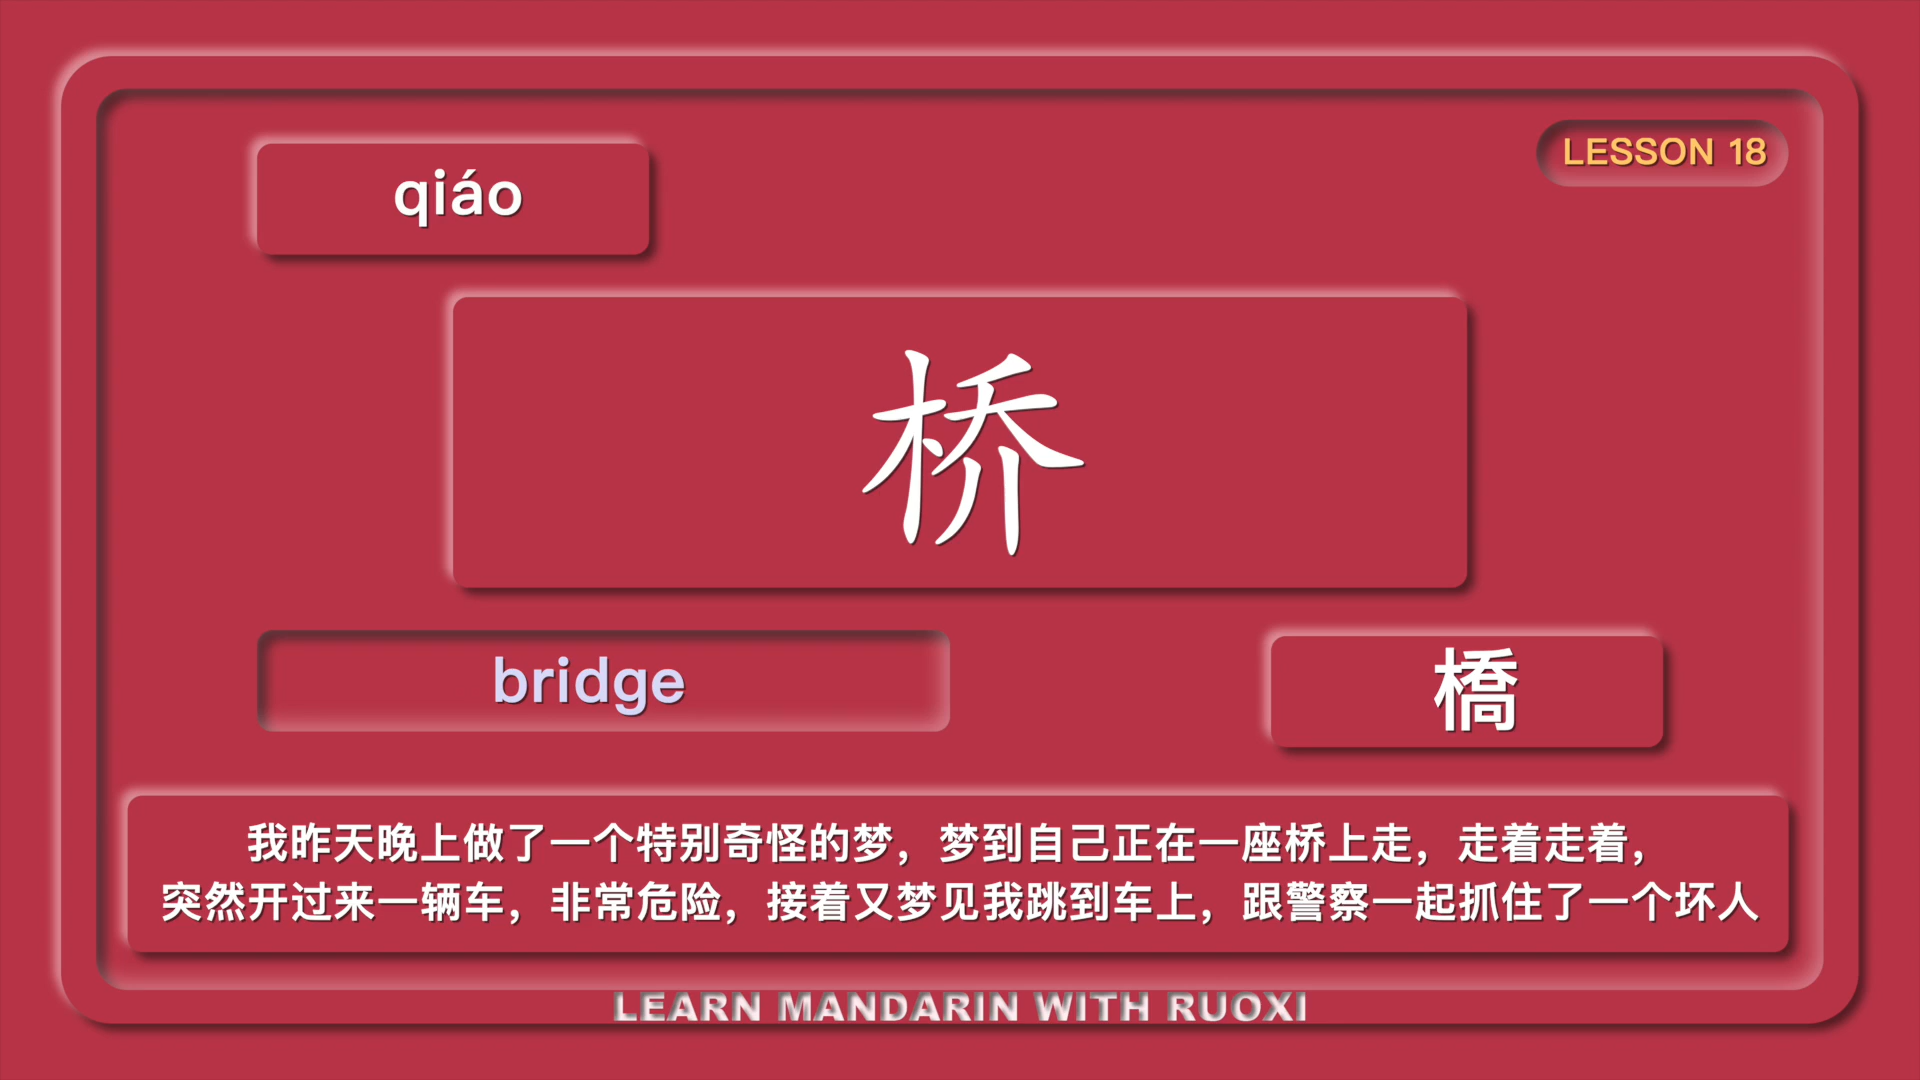 LESSON 18
qiáo
桥
bridge
橋
我昨天晚上做了一个特别奇怪的梦，梦到自己正在一座桥上走，走着走着，
突然开过来一辆车，非常危险，接着又梦见我跳到车上，跟警察一起抓住了一个坏人
LEARN MANDARIN WITH RUOXI